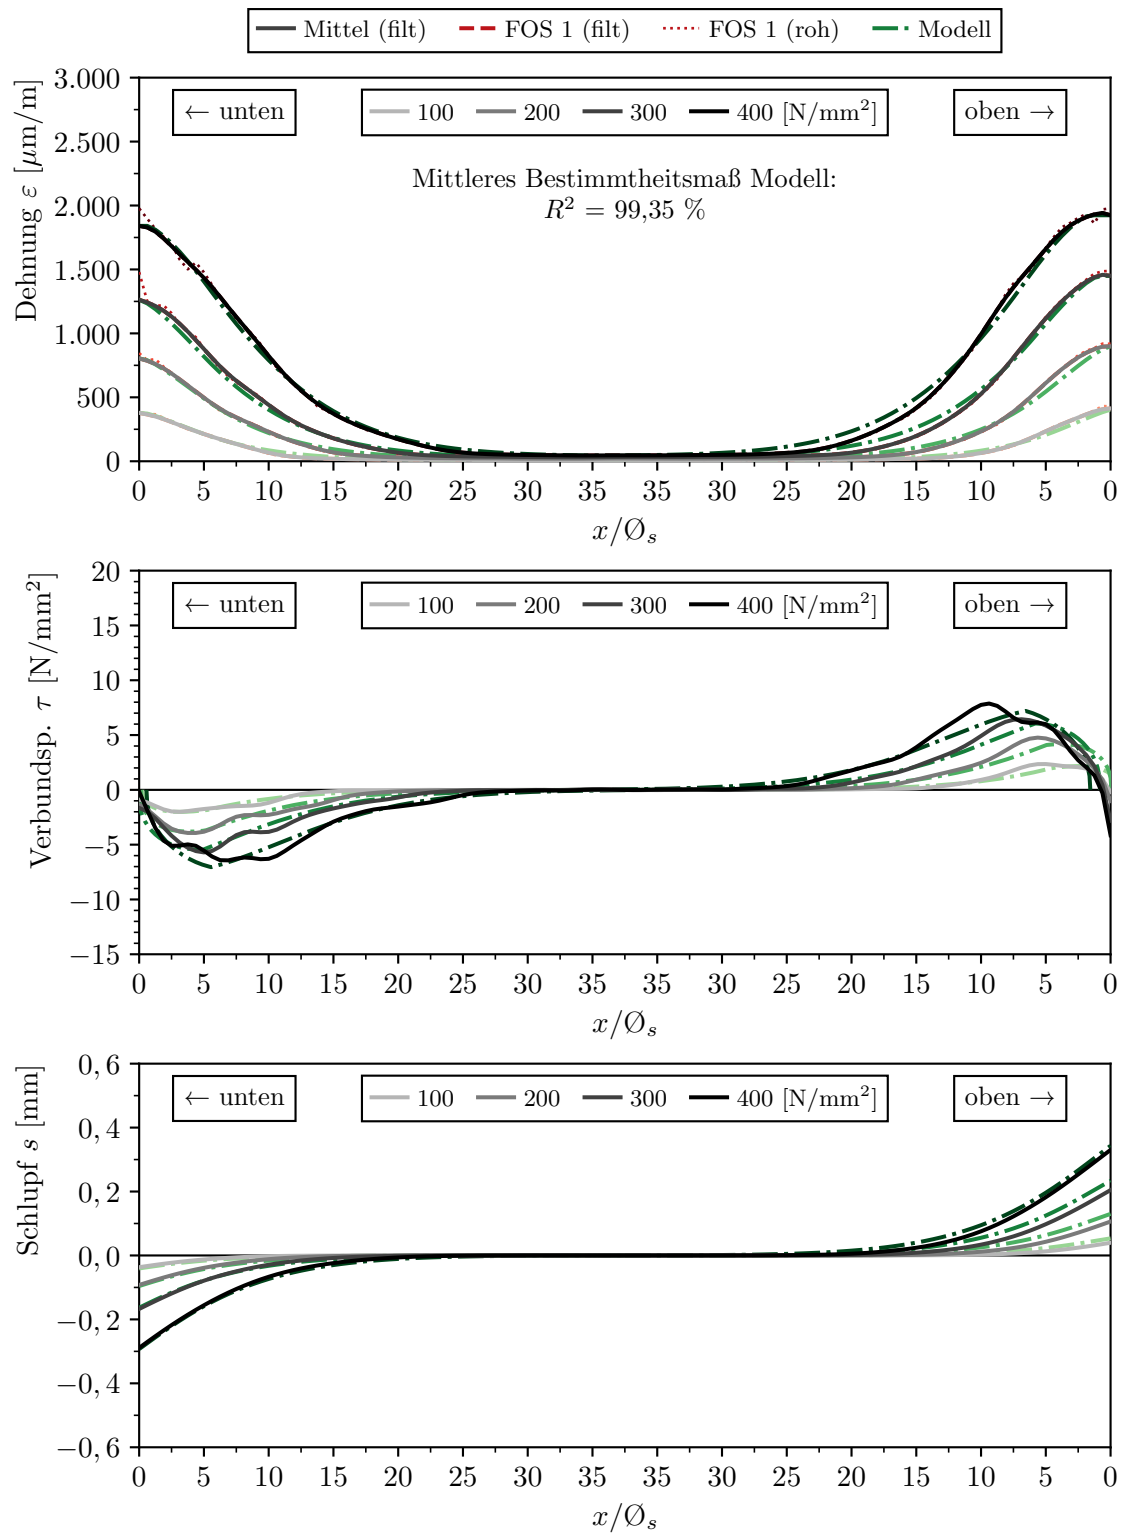 Mittel (filt) FOS 1 (filt) FOS 1 (roh) Modell
3.000
2.500
2.000
1.500
1.000
500
0
Dehnung ε [μm/m]
← unten
100 200 300 400 [N/mm²]
oben →
Mittleres Bestimmtheitsmaß Modell:
R² = 99,35 %
0 5 10 15 20 25 30 35 35 30 25 20 15 10 5 0
x/Ø_s
20
15
10
5
0
−5
−10
−15
Verbundsp. τ [N/mm²]
← unten
100 200 300 400 [N/mm²]
oben →
0 5 10 15 20 25 30 35 35 30 25 20 15 10 5 0
x/Ø_s
0,6
0,4
0,2
0,0
−0,2
−0,4
−0,6
Schlupf s [mm]
← unten
100 200 300 400 [N/mm²]
oben →
0 5 10 15 20 25 30 35 35 30 25 20 15 10 5 0
x/Ø_s